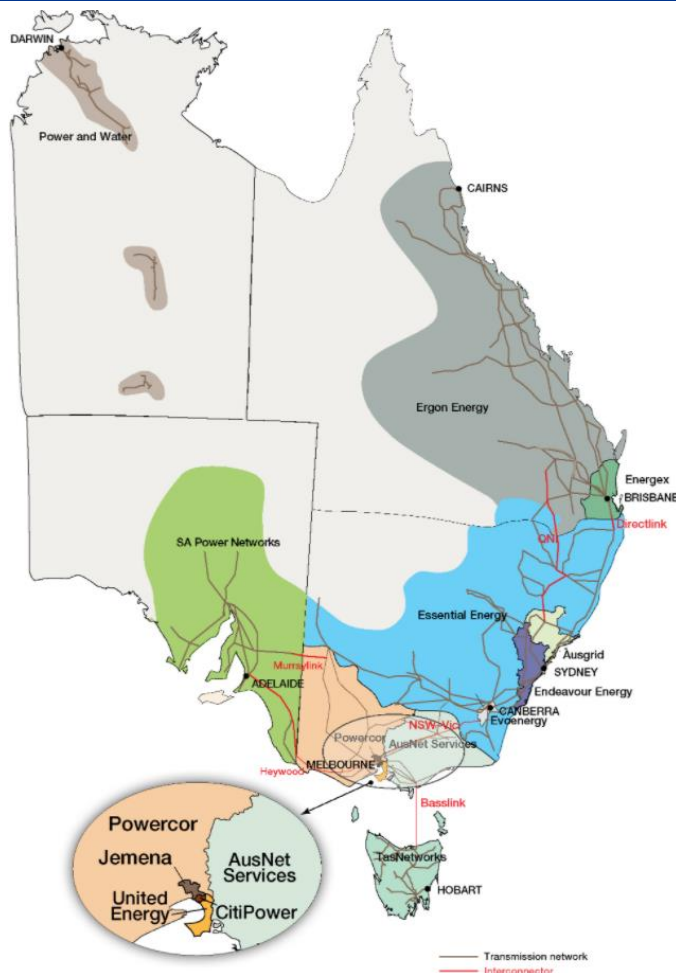 DARWIN
Power and Water
CAIRNS
Ergon Energy
Energex
BRISBANE
Directlink
QNI
SA Power Networks
Essential Energy
Ausgrid
SYDNEY
Endeavour Energy
Murraylink
ADELAIDE
CANBERRA
Evoenergy
NSW-Vic
Powercor
AusNet Services
MELBOURNE
Heywood
Basslink
Powercor
Jemena
AusNet
Services
United
Energy
CitiPower
TasNetworks
HOBART
Transmission network
Interconnector